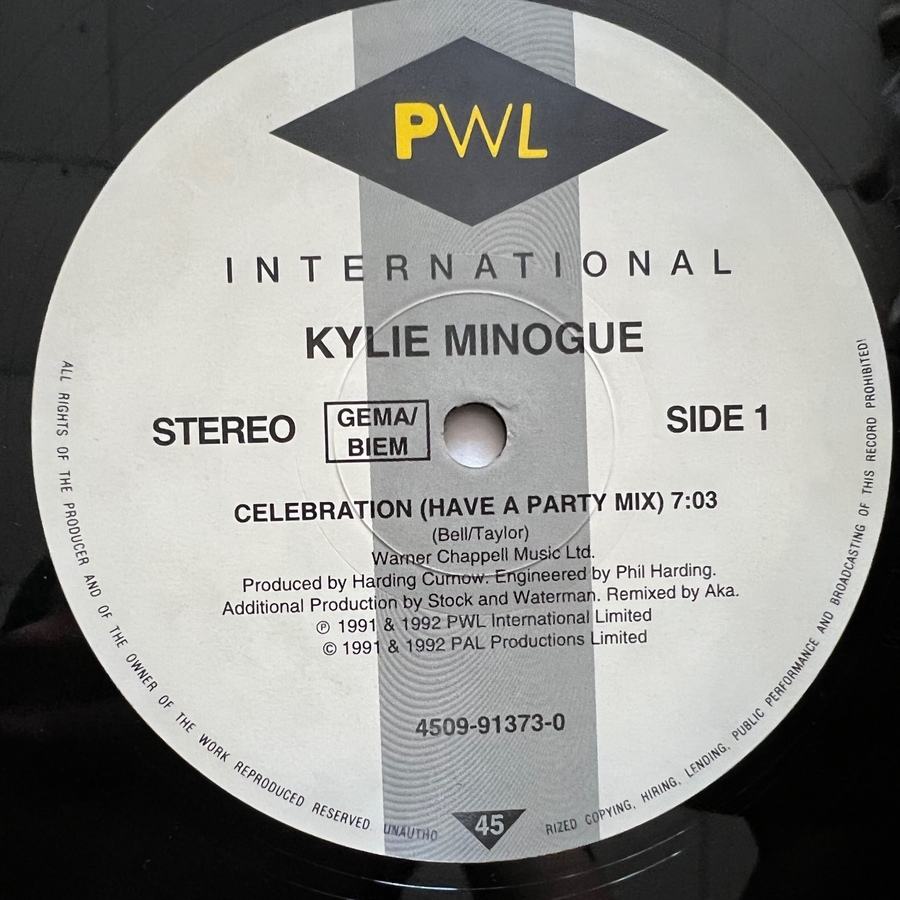 PWL
INTERNATIONAL
KYLIE MINOGUE
STEREO
GEMA/
BIEM
SIDE 1
CELEBRATION (HAVE A PARTY MIX) 7:03
(Bell/Taylor)
Warner Chappell Music Ltd.
Produced by Harding Curnow. Engineered by Phil Harding.
Additional Production by Stock and Waterman. Remixed by Aka.
℗ 1991 & 1992 PWL International Limited
© 1991 & 1992 PAL Productions Limited
4509-91373-0
45
ALL RIGHTS OF THE PRODUCER AND OF THE OWNER OF THE WORK REPRODUCED RESERVED UNAUTHO RIZED COPYING, HIRING, LENDING, PUBLIC PERFORMANCE AND BROADCASTING OF THIS RECORD PROHIBITED!